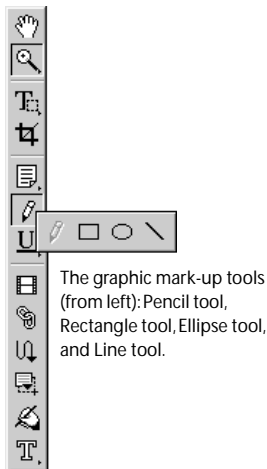 T
U
The graphic mark-up tools
(from left): Pencil tool,
Rectangle tool, Ellipse tool,
and Line tool.
T